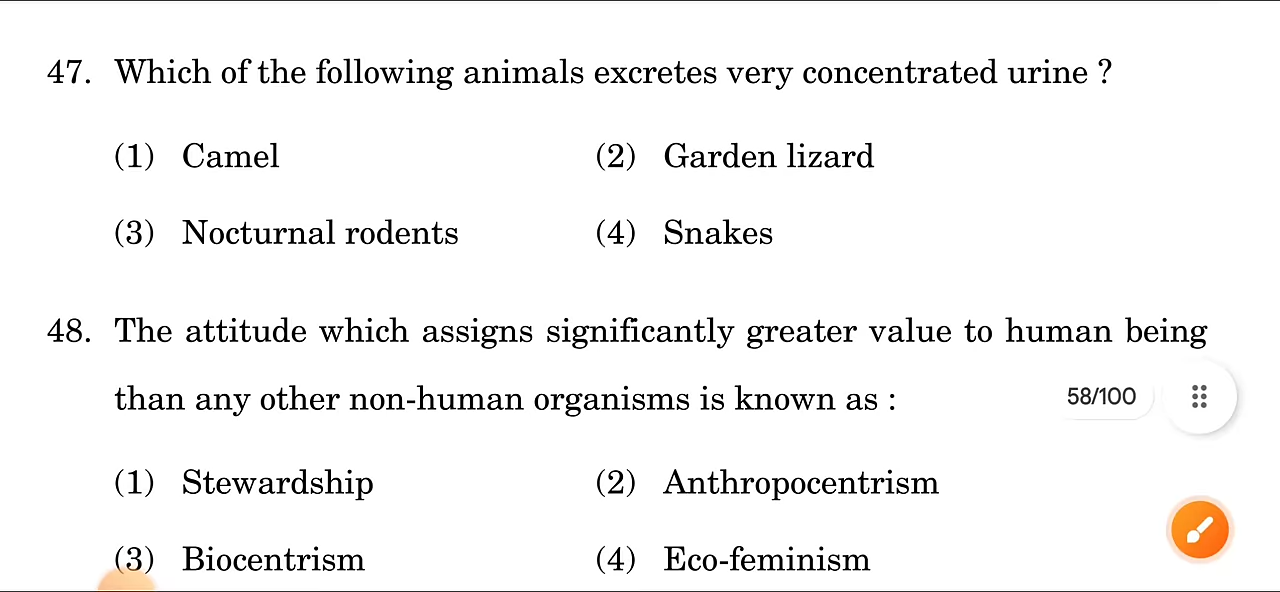 47. Which of the following animals excretes very concentrated urine ?
(1) Camel (2) Garden lizard
(3) Nocturnal rodents (4) Snakes
48. The attitude which assigns significantly greater value to human being
than any other non-human organisms is known as :
58/100
(1) Stewardship (2) Anthropocentrism
(3) Biocentrism (4) Eco-feminism